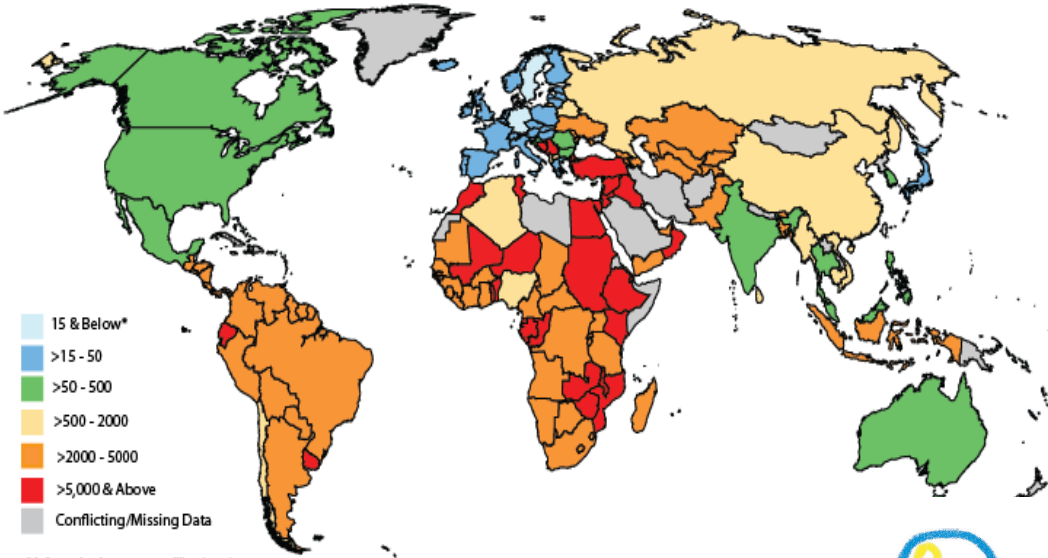 15 & Below*
>15 - 50
>50 - 500
>500 - 2000
>2000 - 5000
>5,000 & Above
Conflicting/Missing Data